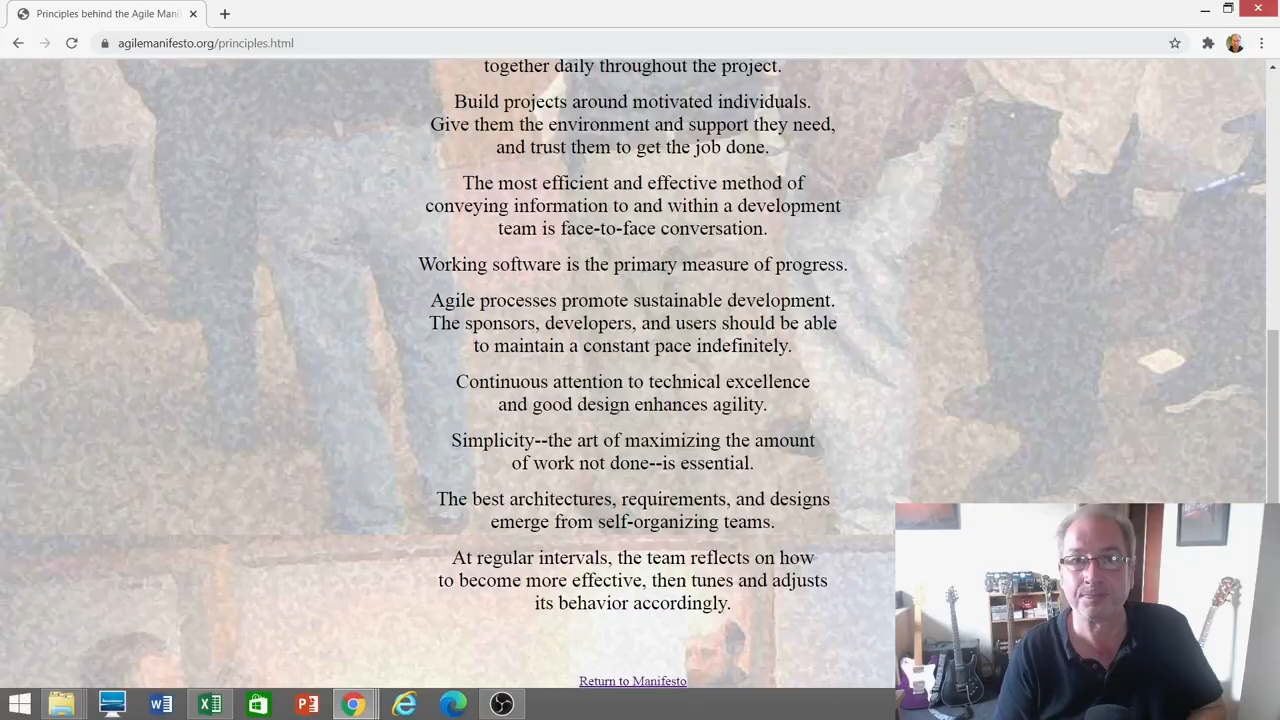 Principles behind the Agile Mani
agilemanifesto.org/principles.html
together daily throughout the project.
Build projects around motivated individuals.
Give them the environment and support they need,
and trust them to get the job done.
The most efficient and effective method of
conveying information to and within a development
team is face-to-face conversation.
Working software is the primary measure of progress.
Agile processes promote sustainable development.
The sponsors, developers, and users should be able
to maintain a constant pace indefinitely.
Continuous attention to technical excellence
and good design enhances agility.
Simplicity--the art of maximizing the amount
of work not done--is essential.
The best architectures, requirements, and designs
emerge from self-organizing teams.
At regular intervals, the team reflects on how
to become more effective, then tunes and adjusts
its behavior accordingly.
Return to Manifesto